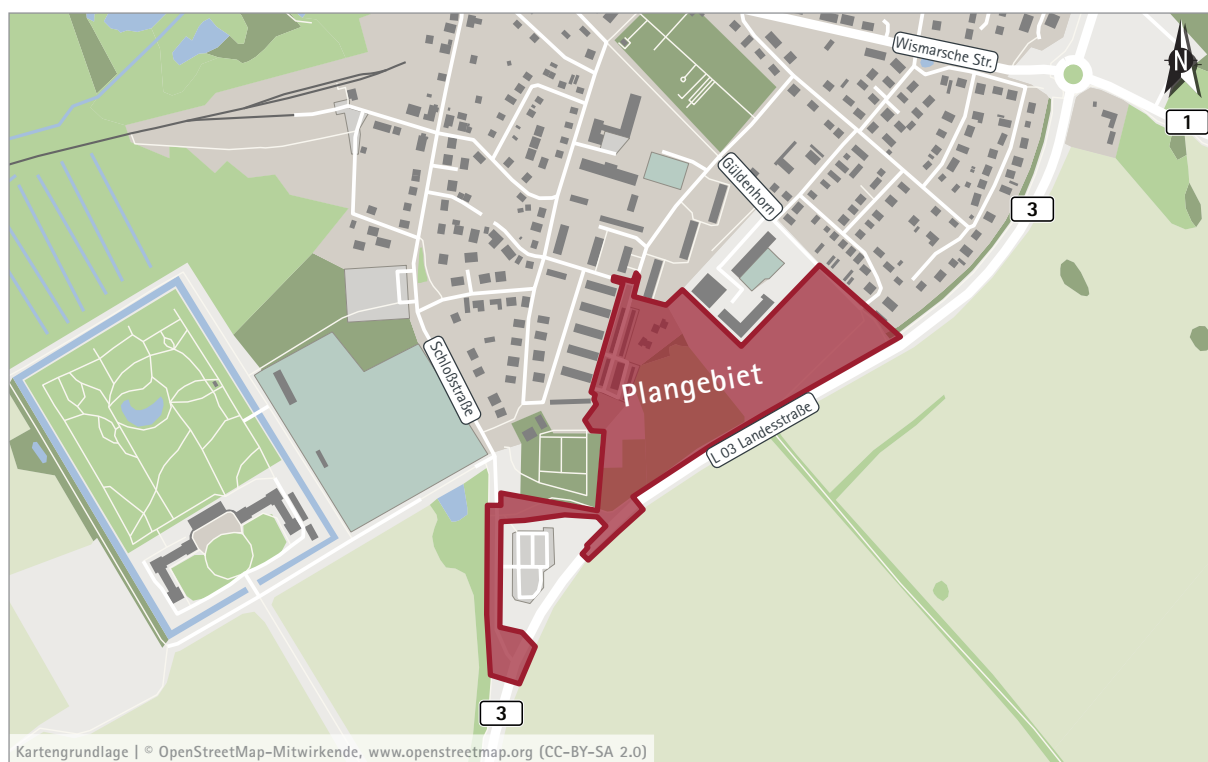 Wismarsche Str.
N
1
Güldenhorn
3
Schloßstraße
Plangebiet
L 03 Landesstraße
3
Kartengrundlage | © OpenStreetMap-Mitwirkende, www.openstreetmap.org (CC-BY-SA 2.0)